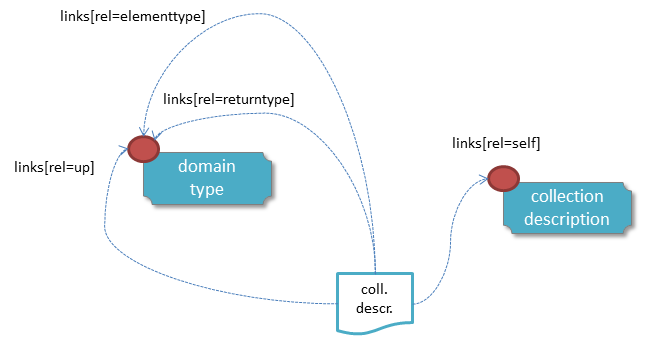 links[rel=elementtype]
links[rel=returntype]
links[rel=self]
links[rel=up]
domain
type
collection
description
coll.
descr.